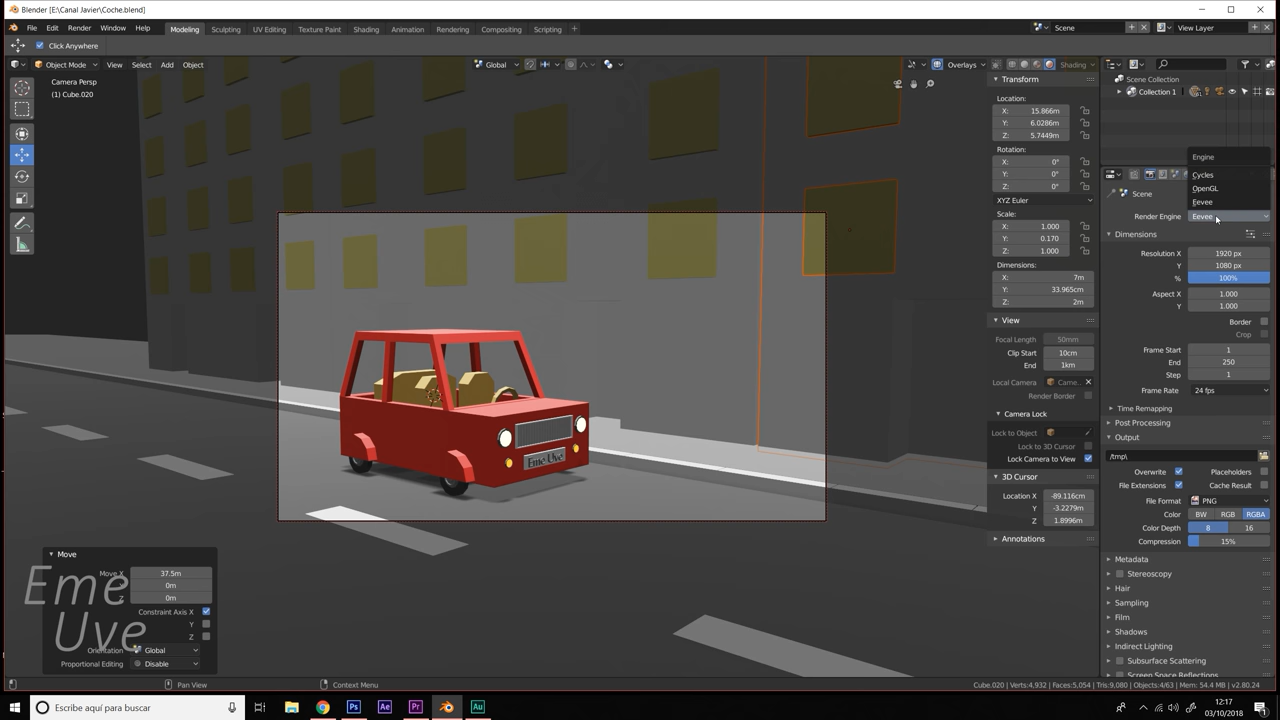 Blender [E:\Canal Javier\Coche.blend]
File Edit Render Window Help
Modeling Sculpting UV Editing Texture Paint Shading Animation Rendering Compositing Scripting +
Scene
View Layer
Click Anywhere
Object Mode View Select Add Object
Global
Overlays
Shading
Camera Persp
(1) Cube.020
Eme Uve
Move
Move X 37.5m
0m
Z 0m
Constraint Axis X
Y
Z
Orientation Global
Proportional Editing Disable
Eme
Uve
Transform
Location:
X: 15.866m
Y: 6.0286m
Z: 5.7449m
Rotation:
X: 0°
Y: 0°
Z: 0°
XYZ Euler
Scale:
X: 1.000
Y: 0.170
Z: 1.000
Dimensions:
X: 7m
Y: 33.965cm
Z: 2m
View
Focal Length 50mm
Clip Start 10cm
End 1km
Local Camera Came...
Render Border
Camera Lock
Lock to Object
Lock to 3D Cursor
Lock Camera to View
3D Cursor
Location X -89.116cm
Y -3.2279m
Z 1.8996m
Annotations
Scene Collection
Collection 1
Engine
Cycles
OpenGL
Eevee
Scene
Render Engine Eevee
Dimensions
Resolution X 1920 px
Y 1080 px
% 100%
Aspect X 1.000
Y 1.000
Border
Crop
Frame Start 1
End 250
Step 1
Frame Rate 24 fps
Time Remapping
Post Processing
Output
/tmp\
Overwrite Placeholders
File Extensions Cache Result
File Format PNG
Color BW RGB RGBA
Color Depth 8 16
Compression 15%
Metadata
Stereoscopy
Hair
Sampling
Film
Shadows
Indirect Lighting
Subsurface Scattering
Screen Space Reflections
Pan View
Context Menu
Cube.020 | Verts:4,932 | Faces:5,054 | Tris:9,080 | Objects:4/63 | Mem: 54.4 MB | v2.80.24
Escribe aquí para buscar
Ps Ae Pr Au
12:17
03/10/2018